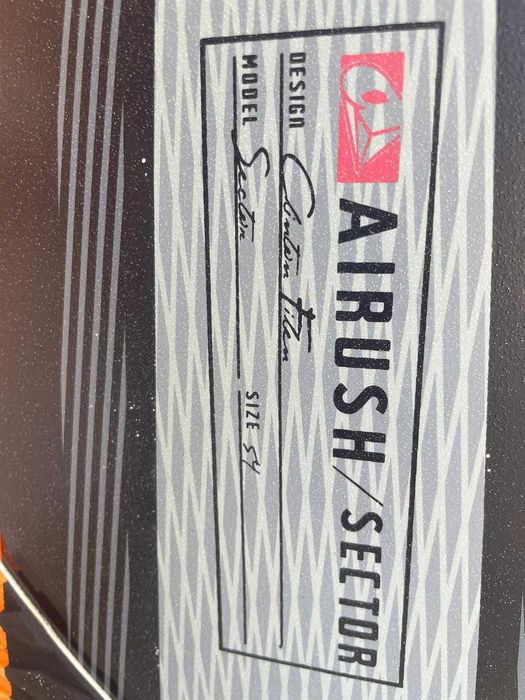 AIRUSH/SECTOR
DESIGN Clinton Filen
MODEL Sector SIZE 54